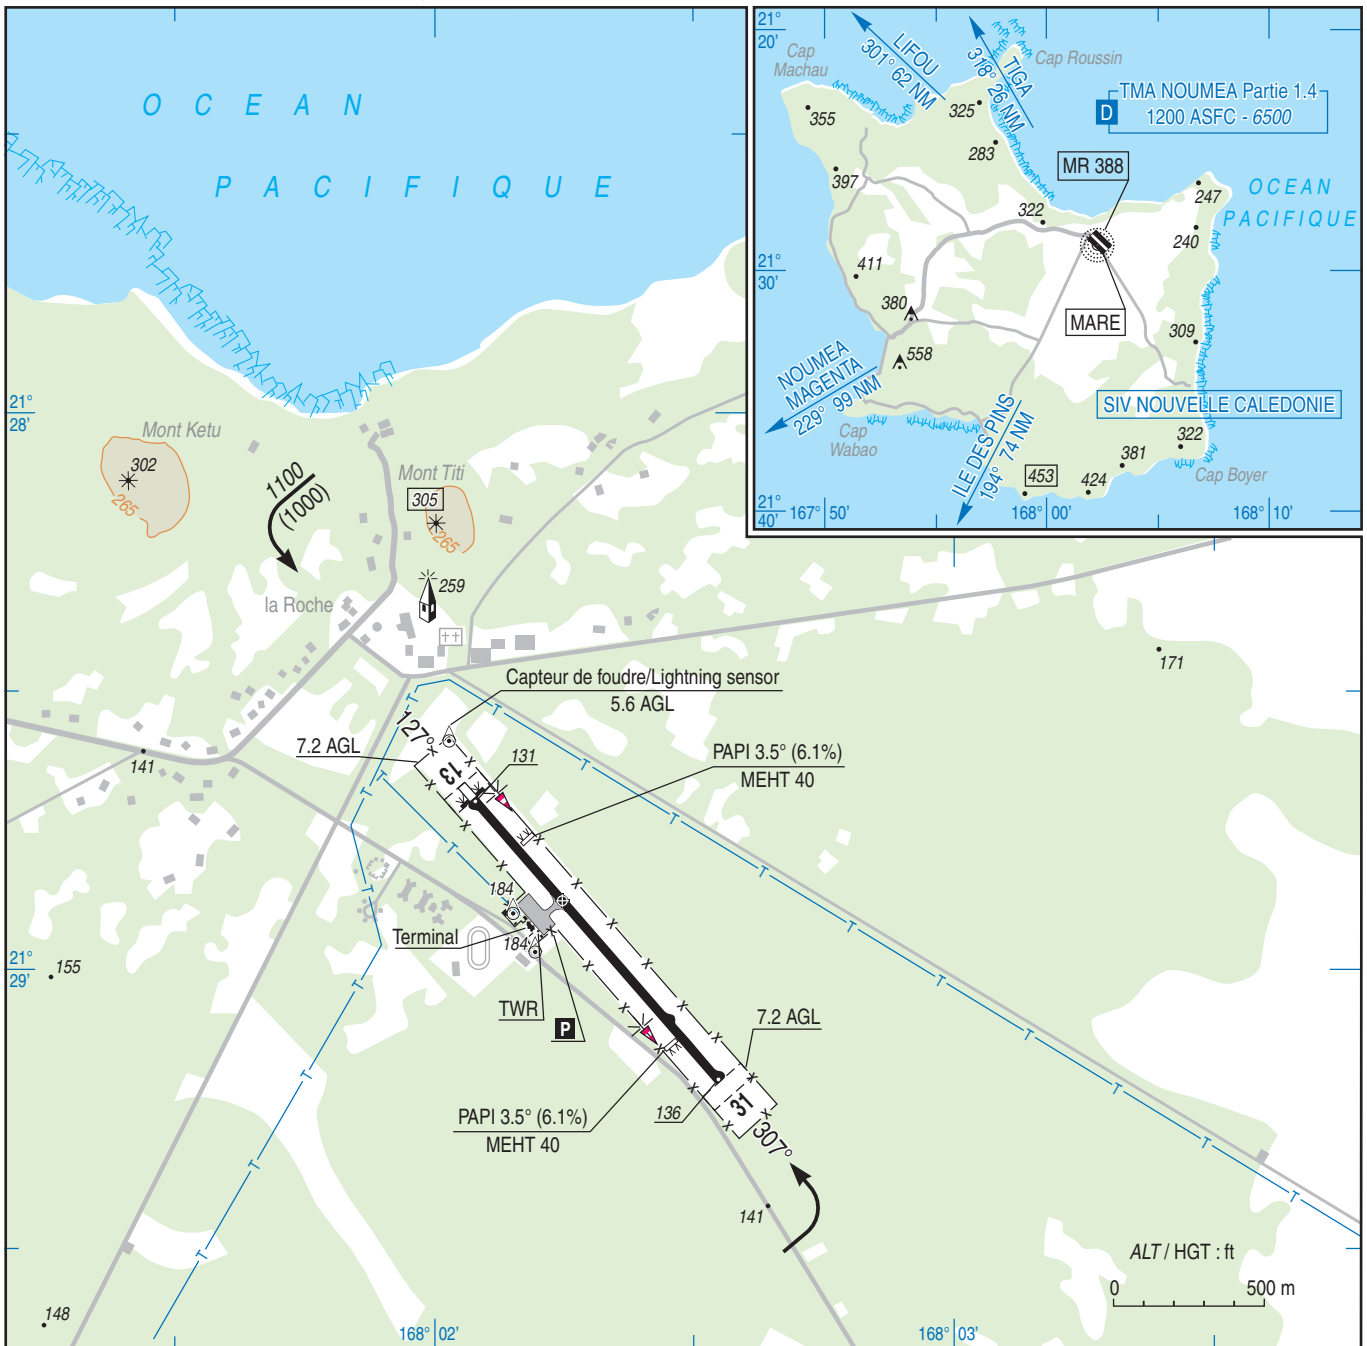 OCEAN
PACIFIQUE
21°
28'
Mont Ketu
302
265
1100
(1000)
Mont Titi
305
265
259
la Roche
171
Capteur de foudre/Lightning sensor
5.6 AGL
127°
7.2 AGL
13
131
PAPI 3.5° (6.1%)
MEHT 40
141
T
T
T
T
T
T
T
T
T
184
Terminal
184
21°
29'
155
TWR
P
7.2 AGL
PAPI 3.5° (6.1%)
MEHT 40
136
31
307°
141
148
ALT / HGT : ft
0
500 m
168° 02'
168° 03'
21°
20'
Cap
Machau
LIFOU
301° 62 NM
TIGA
318° 26 NM
Cap Roussin
TMA NOUMEA Partie 1.4
D
1200 ASFC - 6500
355
325
283
397
MR 388
247
OCEAN
PACIFIQUE
322
240
411
21°
30'
380
MARE
309
558
NOUMEA
MAGENTA
229° 99 NM
SIV NOUVELLE CALEDONIE
Cap
Wabao
ILE DES PINS
194° 74 NM
322
381
453
424
Cap Boyer
21°
40'
167° 50'
168° 00'
168° 10'